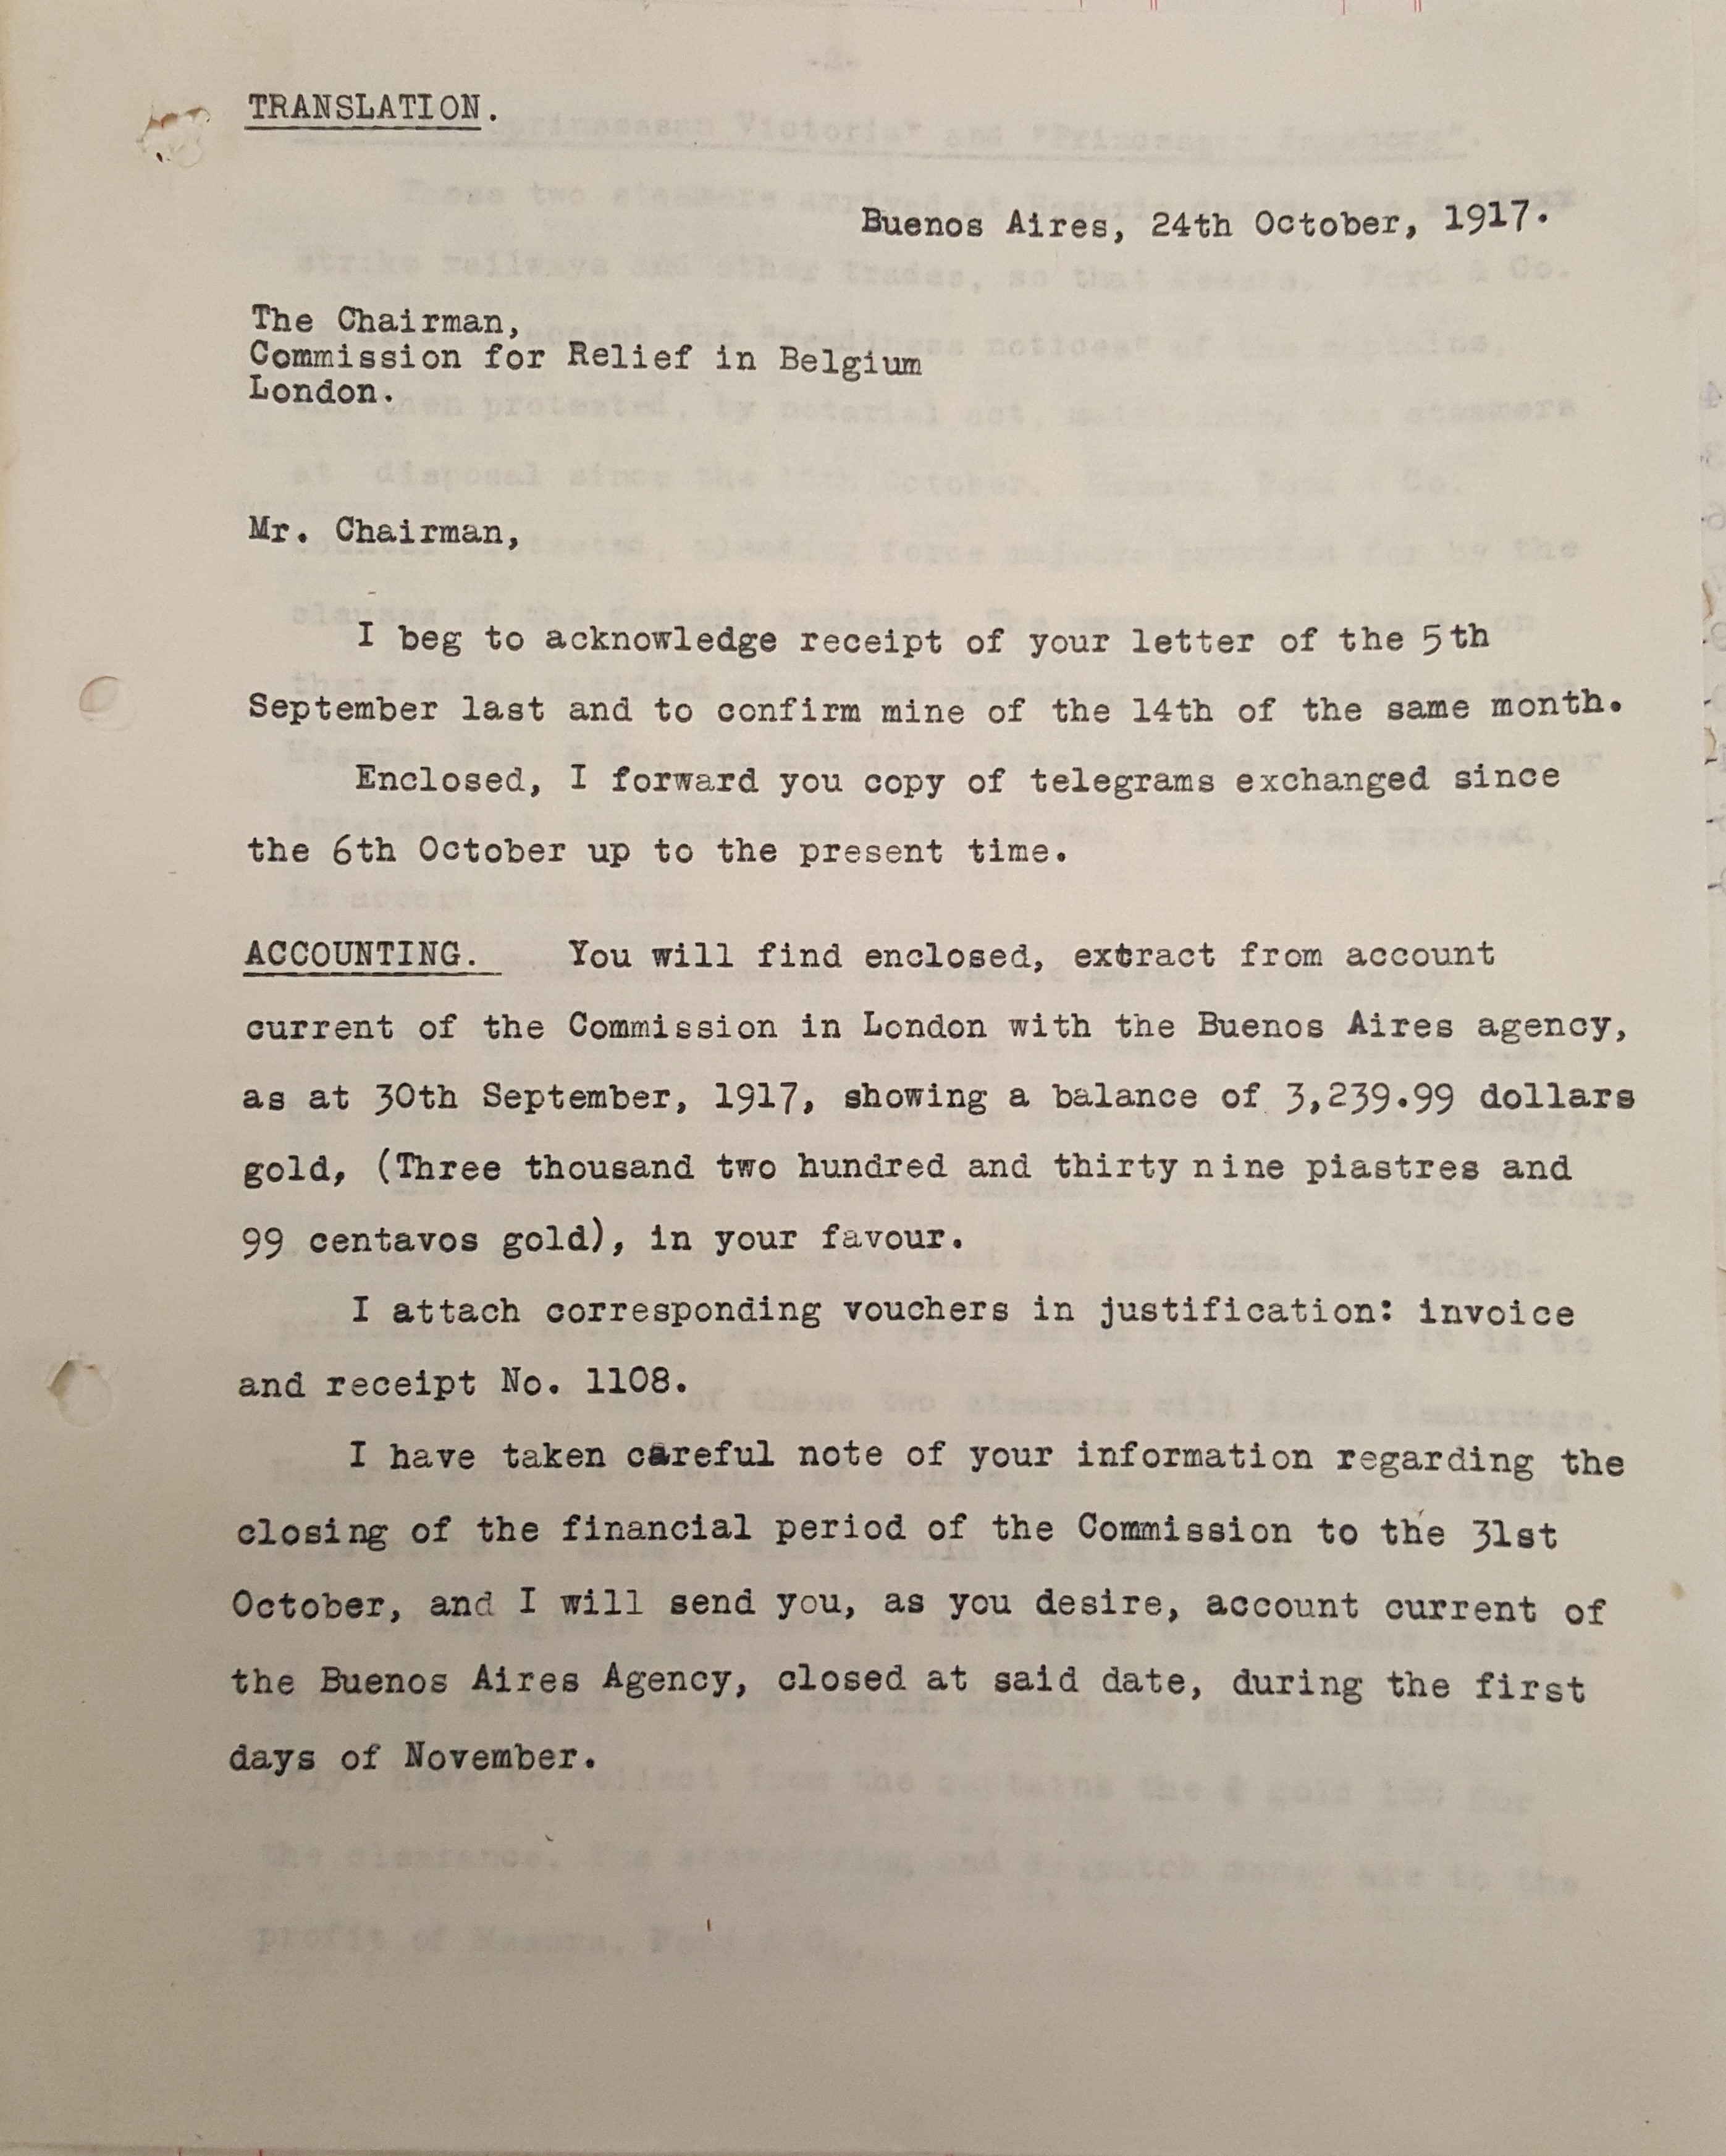 TRANSLATION.
Buenos Aires, 24th October, 1917.
The Chairman,
Commission for Relief in Belgium
London.
Mr. Chairman,
I beg to acknowledge receipt of your letter of the 5th
September last and to confirm mine of the 14th of the same month.
Enclosed, I forward you copy of telegrams exchanged since
the 6th October up to the present time.
ACCOUNTING. You will find enclosed, extract from account
current of the Commission in London with the Buenos Aires agency,
as at 30th September, 1917, showing a balance of 3,239.99 dollars
gold, (Three thousand two hundred and thirty nine piastres and
99 centavos gold), in your favour.
I attach corresponding vouchers in justification: invoice
and receipt No. 1108.
I have taken careful note of your information regarding the
closing of the financial period of the Commission to the 31st
October, and I will send you, as you desire, account current of
the Buenos Aires Agency, closed at said date, during the first
days of November.